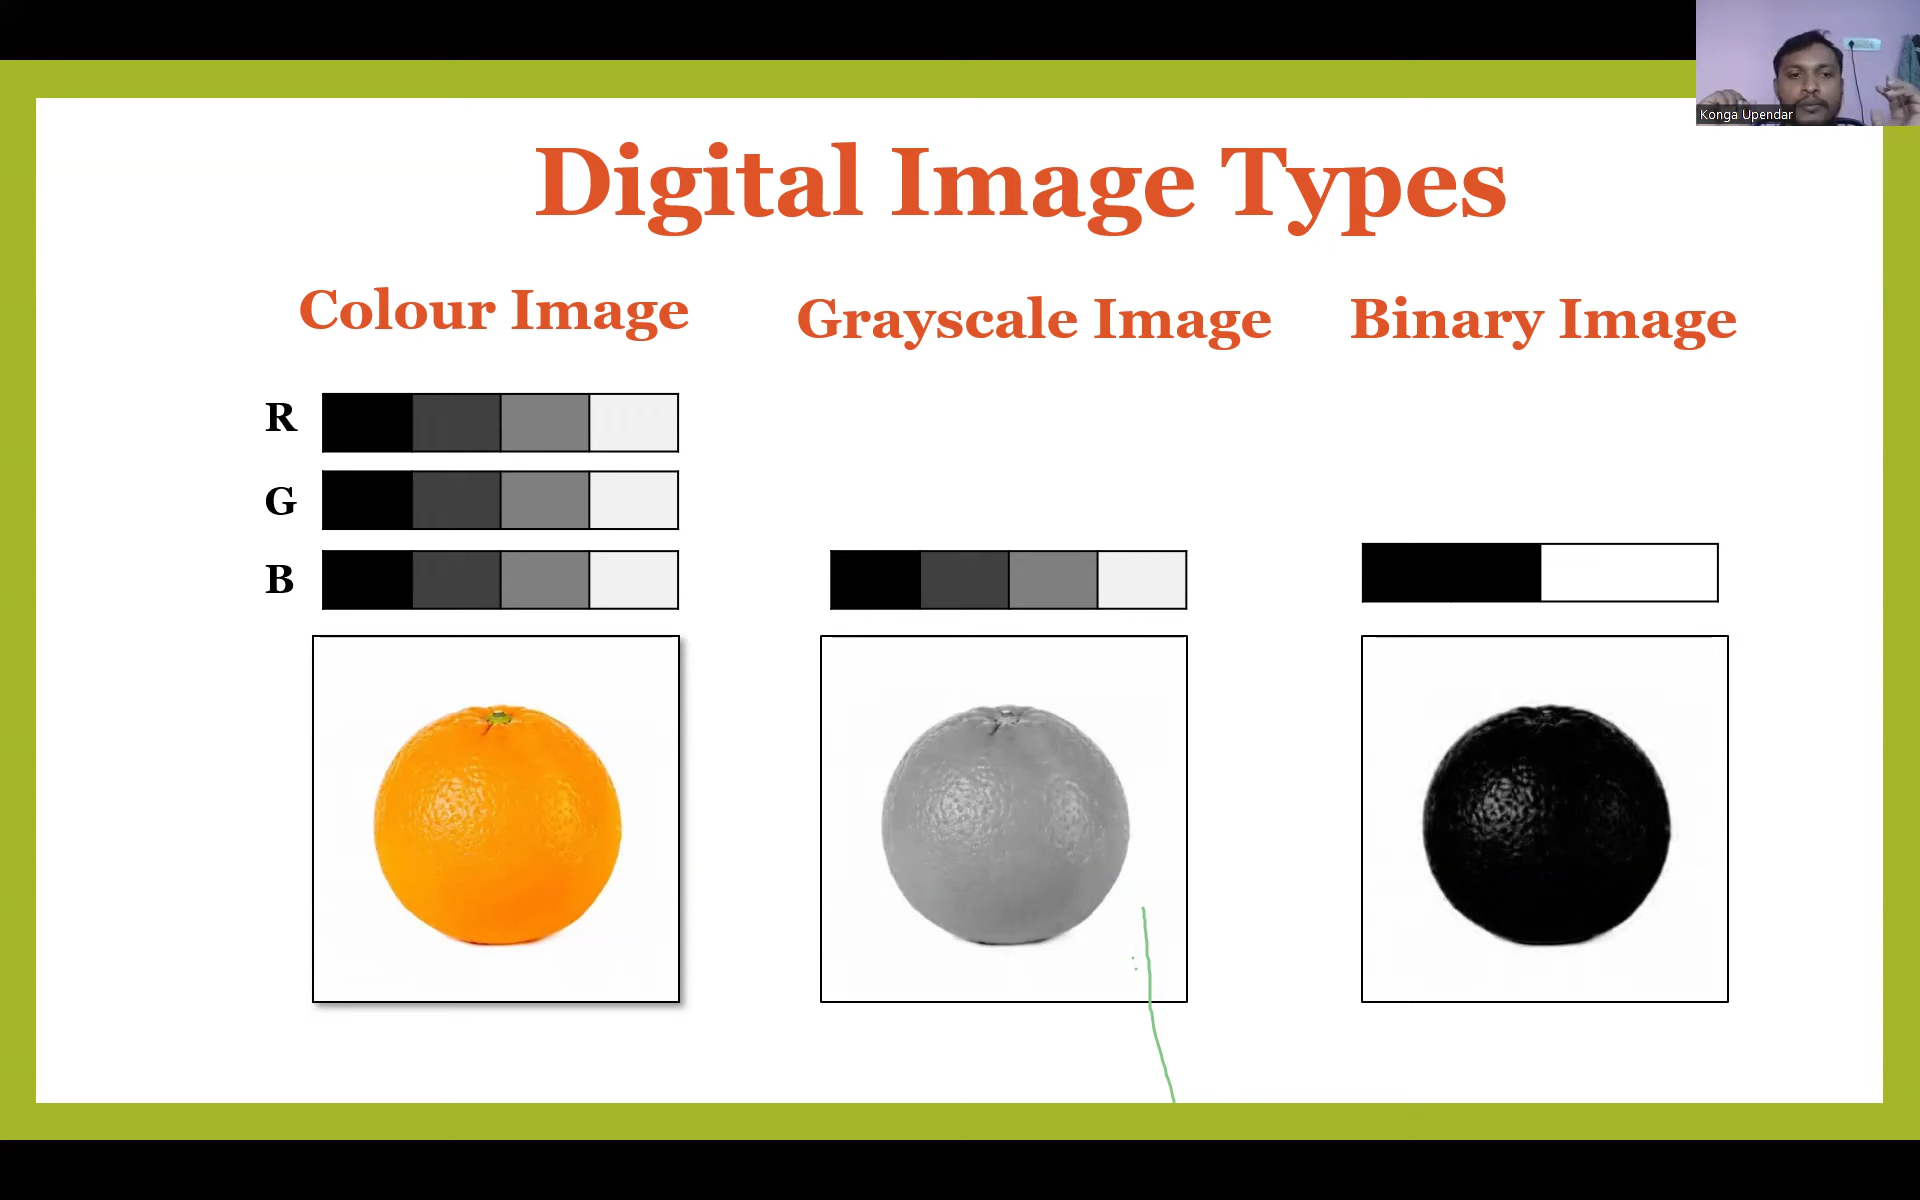 Konga Upendar
Digital Image Types
Colour Image
Grayscale Image
Binary Image
R
G
B